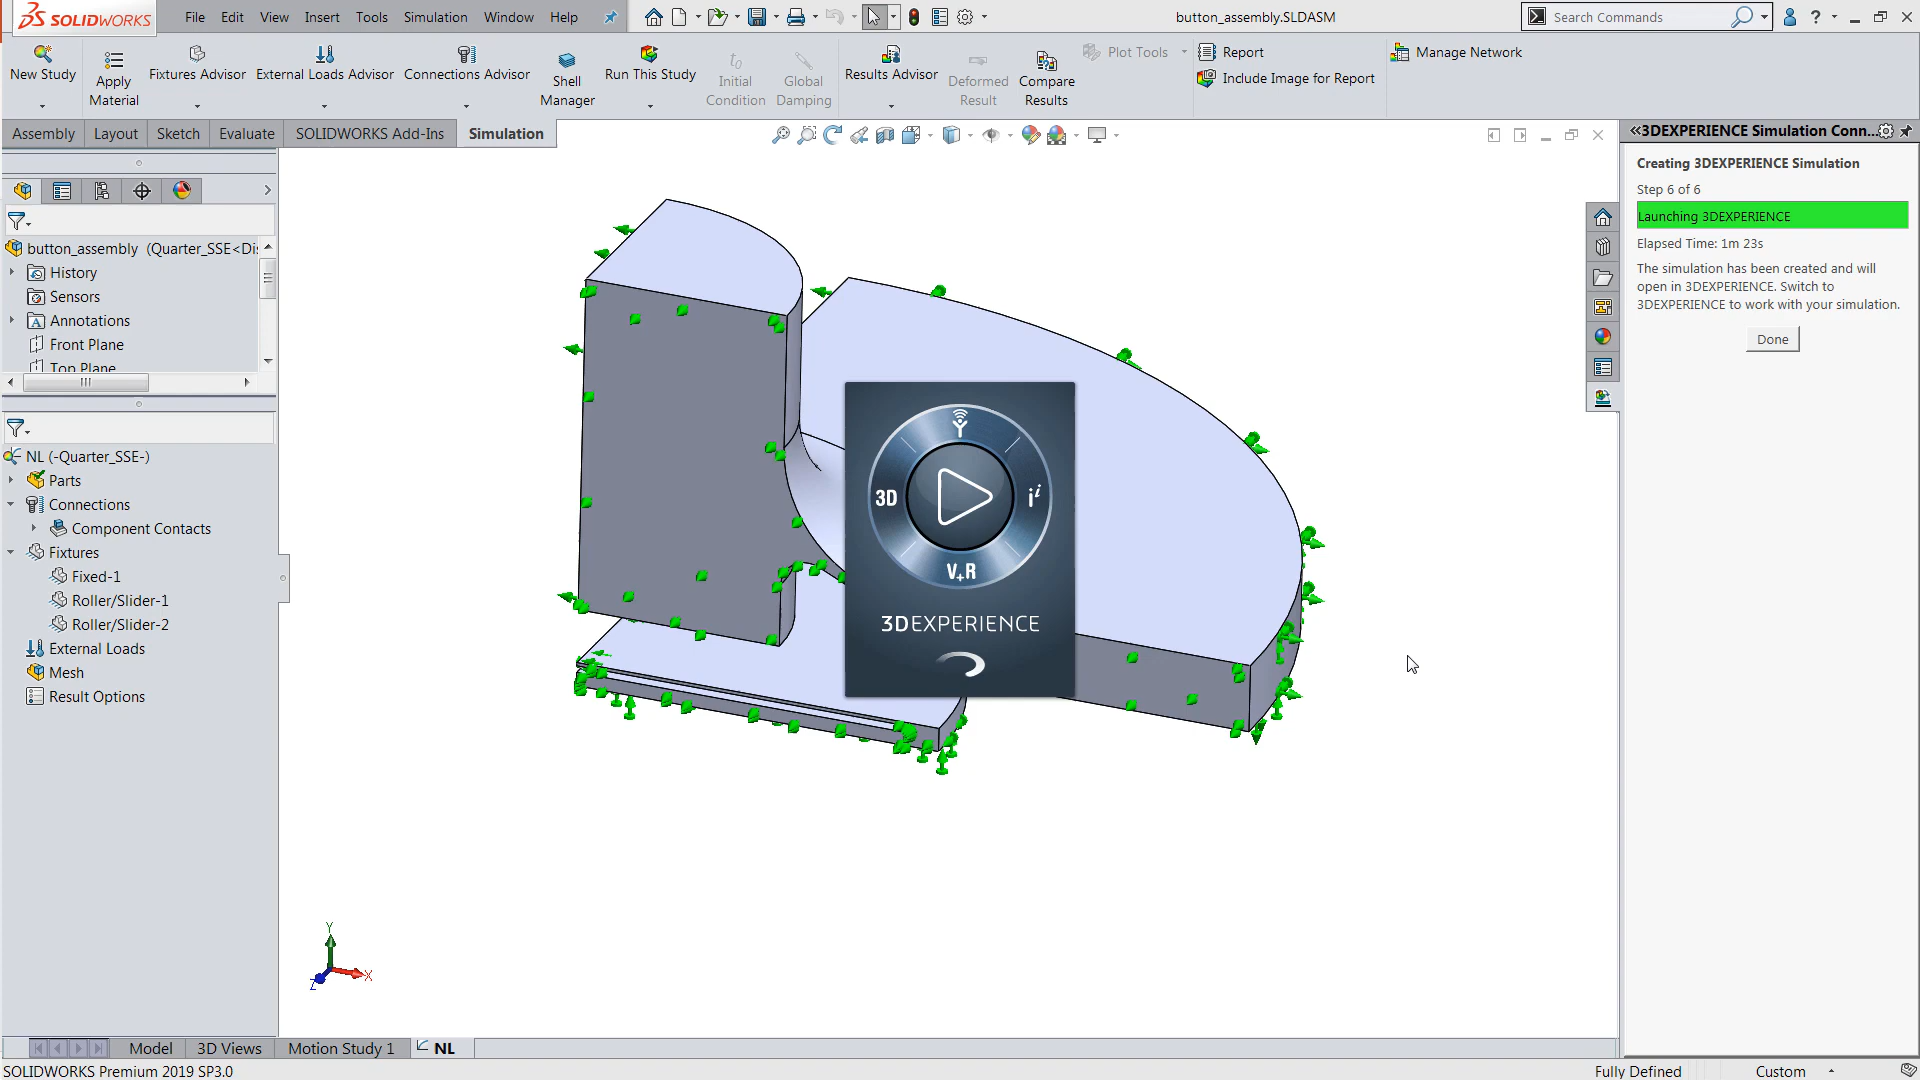 SOLIDWORKS
File Edit View Insert Tools Simulation Window Help
button_assembly.SLDASM
Search Commands
New Study
Apply Material
Fixtures Advisor
External Loads Advisor
Connections Advisor
Shell Manager
Run This Study
Initial Condition
Global Damping
Results Advisor
Deformed Result
Compare Results
Plot Tools
Report
Include Image for Report
Manage Network
Assembly Layout Sketch Evaluate SOLIDWORKS Add-Ins Simulation
button_assembly (Quarter_SSE<Di
History
Sensors
Annotations
Front Plane
Top Plane
NL (-Quarter_SSE-)
Parts
Connections
Component Contacts
Fixtures
Fixed-1
Roller/Slider-1
Roller/Slider-2
External Loads
Mesh
Result Options
3D
V+R
3DEXPERIENCE
Y
X
Z
3DEXPERIENCE Simulation Conn...
Creating 3DEXPERIENCE Simulation
Step 6 of 6
Launching 3DEXPERIENCE
Elapsed Time: 1m 23s
The simulation has been created and will
open in 3DEXPERIENCE. Switch to
3DEXPERIENCE to work with your simulation.
Done
Model 3D Views Motion Study 1 NL
SOLIDWORKS Premium 2019 SP3.0
Fully Defined
Custom